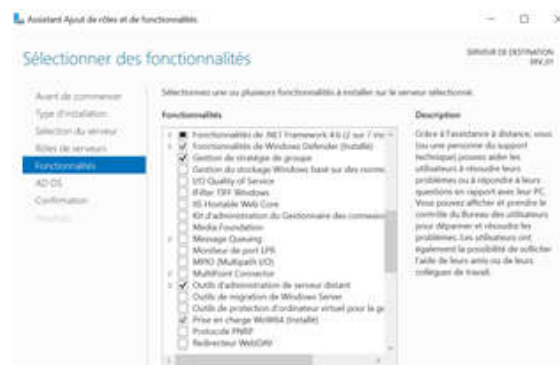 Assistant Ajout de rôles et de fonctionnalités
Sélectionner des fonctionnalités
SERVEUR DE DESTINATION
SRV_01
Avant de commencer
Type d'installation
Sélection du serveur
Rôles de serveurs
Fonctionnalités
AD DS
Confirmation
Résultats
Sélectionnez une ou plusieurs fonctionnalités à installer sur le serveur sélectionné.
Fonctionnalités
Fonctionnalités de .NET Framework 4.6 (2 sur 7 ins
Fonctionnalités de Windows Defender (Installé)
Gestion de stratégie de groupe
Gestion du stockage Windows basé sur des norme
I/O Quality of Service
IFilter TIFF Windows
IIS Hostable Web Core
Kit d'administration du Gestionnaire des connexion
Media Foundation
Message Queuing
Moniteur de port LPR
MPIO (Multipath I/O)
MultiPoint Connector
Outils d'administration de serveur distant
Outils de migration de Windows Server
Outils de protection d'ordinateur virtuel pour la ge
Prise en charge WoW64 (Installé)
Protocole PNRP
Redirecteur WebDAV
Description
Grâce à l'assistance à distance, vous
(ou une personne du support
technique) pouvez aider les
utilisateurs à résoudre leurs
problèmes ou à répondre à leurs
questions en rapport avec leur PC.
Vous pouvez afficher et prendre le
contrôle du Bureau des utilisateurs
pour dépanner et résoudre les
problèmes. Les utilisateurs ont
également la possibilité de solliciter
l'aide de leurs amis ou de leurs
collègues de travail.